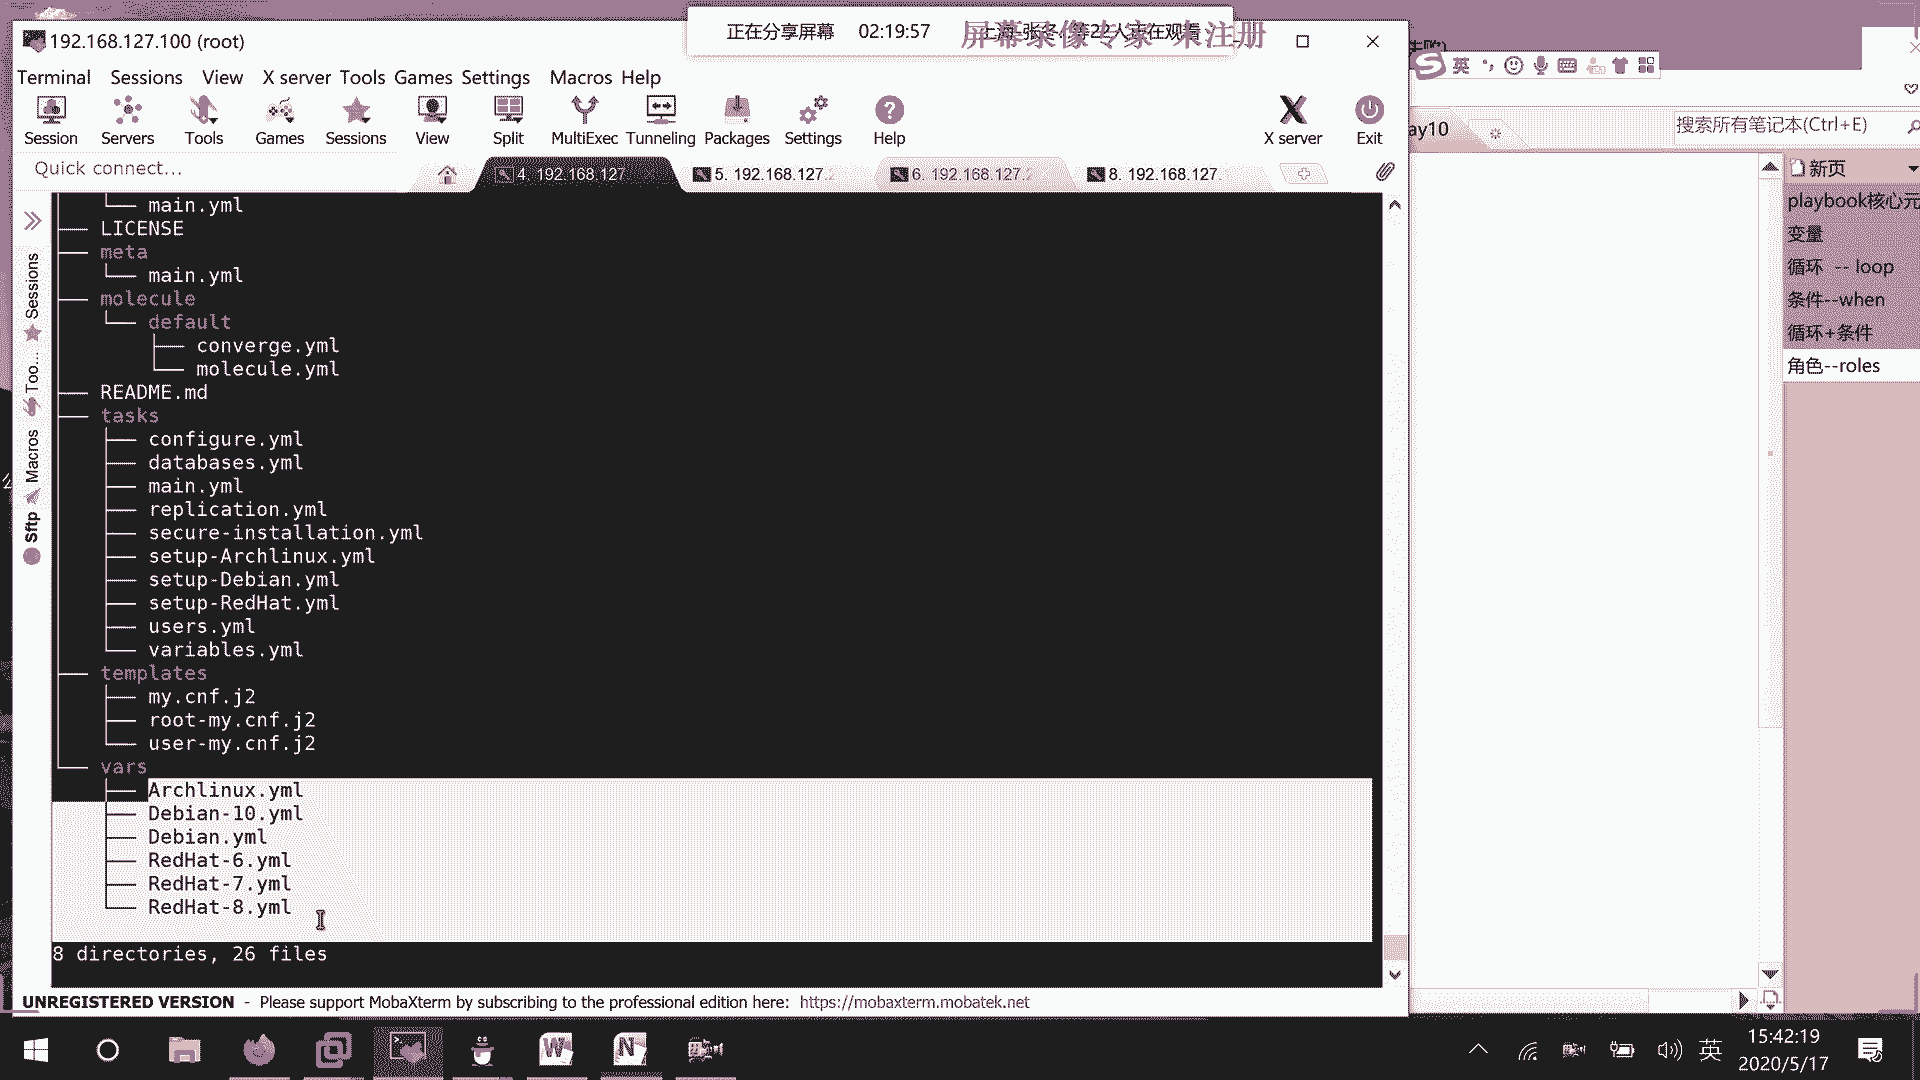 正在分享屏幕 02:19:57
屏幕录像专家 未注册
192.168.127.100 (root)
Terminal Sessions View X server Tools Games Settings Macros Help
Session Servers Tools Games Sessions View Split MultiExec Tunneling Packages Settings Help X server Exit
Quick connect...
4. 192.168.127
5. 192.168.127.2
6. 192.168.127.2
8. 192.168.127.
Sessions
Too...
Macros
Sftp
main.yml
LICENSE
meta
main.yml
molecule
default
converge.yml
molecule.yml
README.md
tasks
configure.yml
databases.yml
main.yml
replication.yml
secure-installation.yml
setup-Archlinux.yml
setup-Debian.yml
setup-RedHat.yml
users.yml
variables.yml
templates
my.cnf.j2
root-my.cnf.j2
user-my.cnf.j2
vars
Archlinux.yml
Debian-10.yml
Debian.yml
RedHat-6.yml
RedHat-7.yml
RedHat-8.yml
8 directories, 26 files
UNREGISTERED VERSION - Please support MobaXterm by subscribing to the professional edition here: https://mobaxterm.mobatek.net
英
ay10
搜索所有笔记本(Ctrl+E)
新页
playbook核心元
变量
循环 -- loop
条件--when
循环+条件
角色--roles
英
15:42:19
2020/5/17